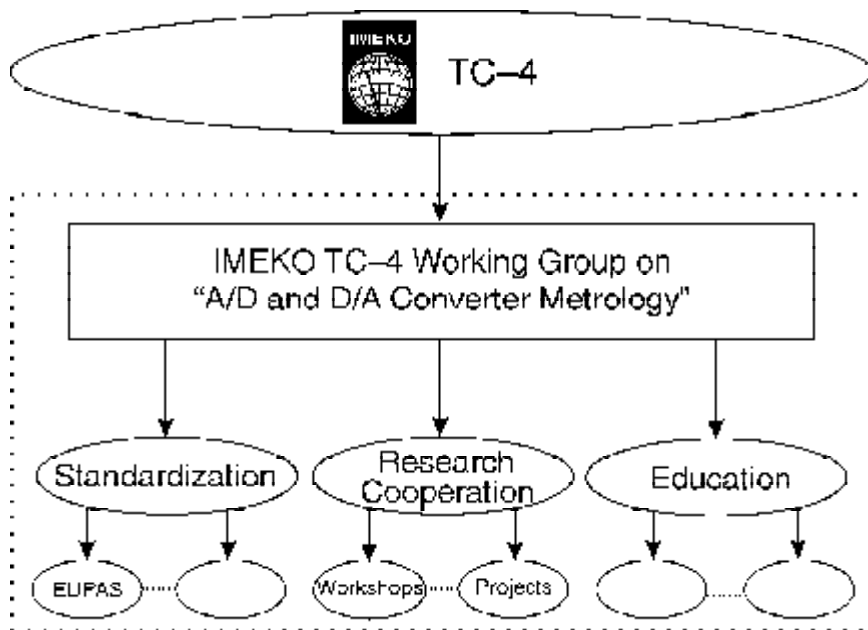 IMEKO
TC–4
IMEKO TC–4 Working Group on
“A/D and D/A Converter Metrology”
Standardization
Research
Cooperation
Education
EUPAS
Workshops
Projects